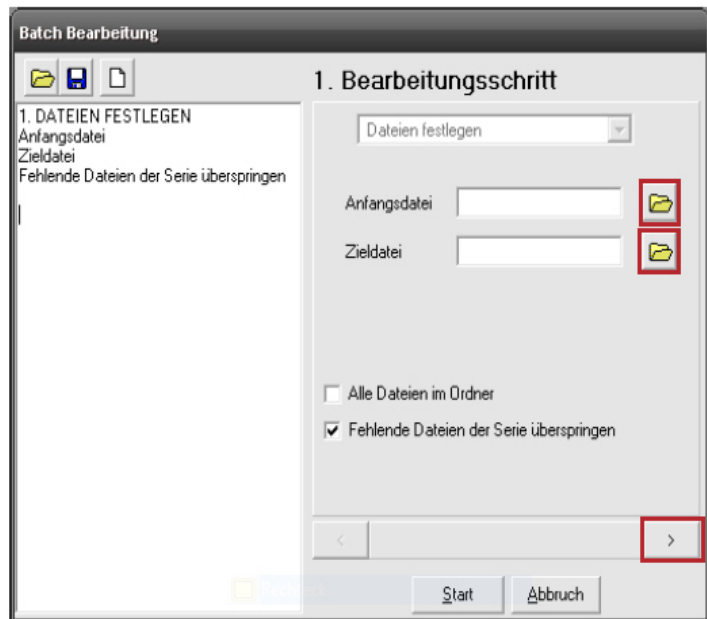 Batch Bearbeitung
1. DATEIEN FESTLEGEN
Anfangsdatei
Zieldatei
Fehlende Dateien der Serie überspringen
1. Bearbeitungsschritt
Dateien festlegen
Anfangsdatei
Zieldatei
Alle Dateien im Ordner
Fehlende Dateien der Serie überspringen
< >
Start Abbruch